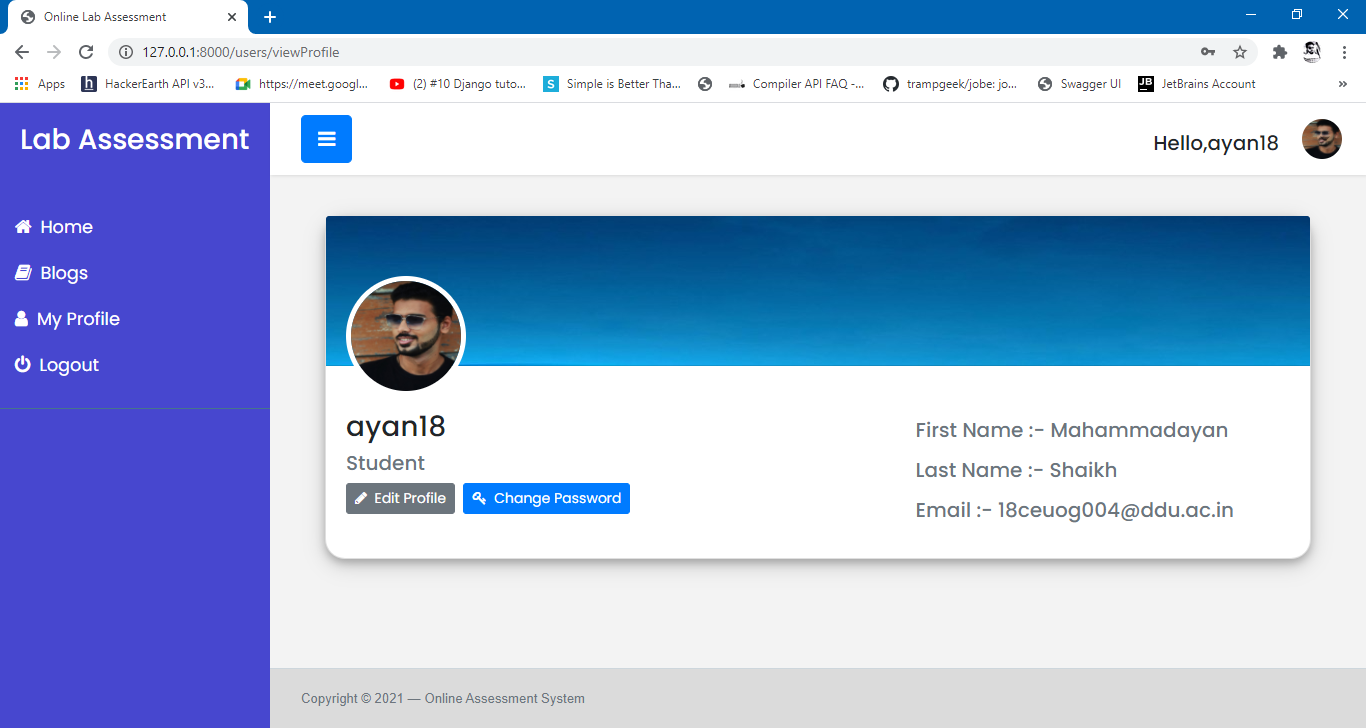 Online Lab Assessment
127.0.0.1:8000/users/viewProfile
Apps
h HackerEarth API v3...
https://meet.googl...
(2) #10 Django tuto...
S Simple is Better Tha...
Compiler API FAQ -...
trampgeek/jobe: jo...
Swagger UI
JB JetBrains Account
»
Lab Assessment
Hello,ayan18
Home
Blogs
My Profile
Logout
ayan18
Student
Edit Profile
Change Password
First Name :- Mahammadayan
Last Name :- Shaikh
Email :- 18ceuog004@ddu.ac.in
Copyright © 2021 — Online Assessment System